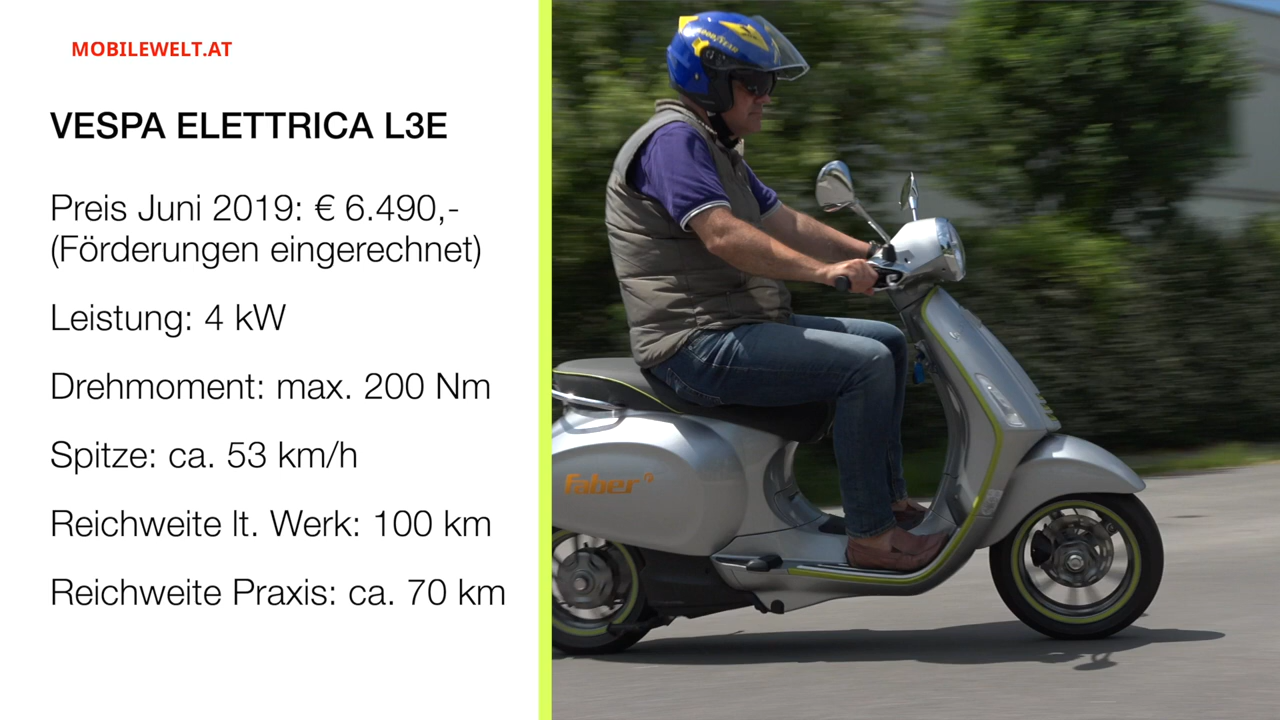 MOBILEWELT.AT
VESPA ELETTRICA L3E
Preis Juni 2019: € 6.490,-
(Förderungen eingerechnet)
Leistung: 4 kW
Drehmoment: max. 200 Nm
Spitze: ca. 53 km/h
Reichweite lt. Werk: 100 km
Reichweite Praxis: ca. 70 km
GOODYEAR
faber